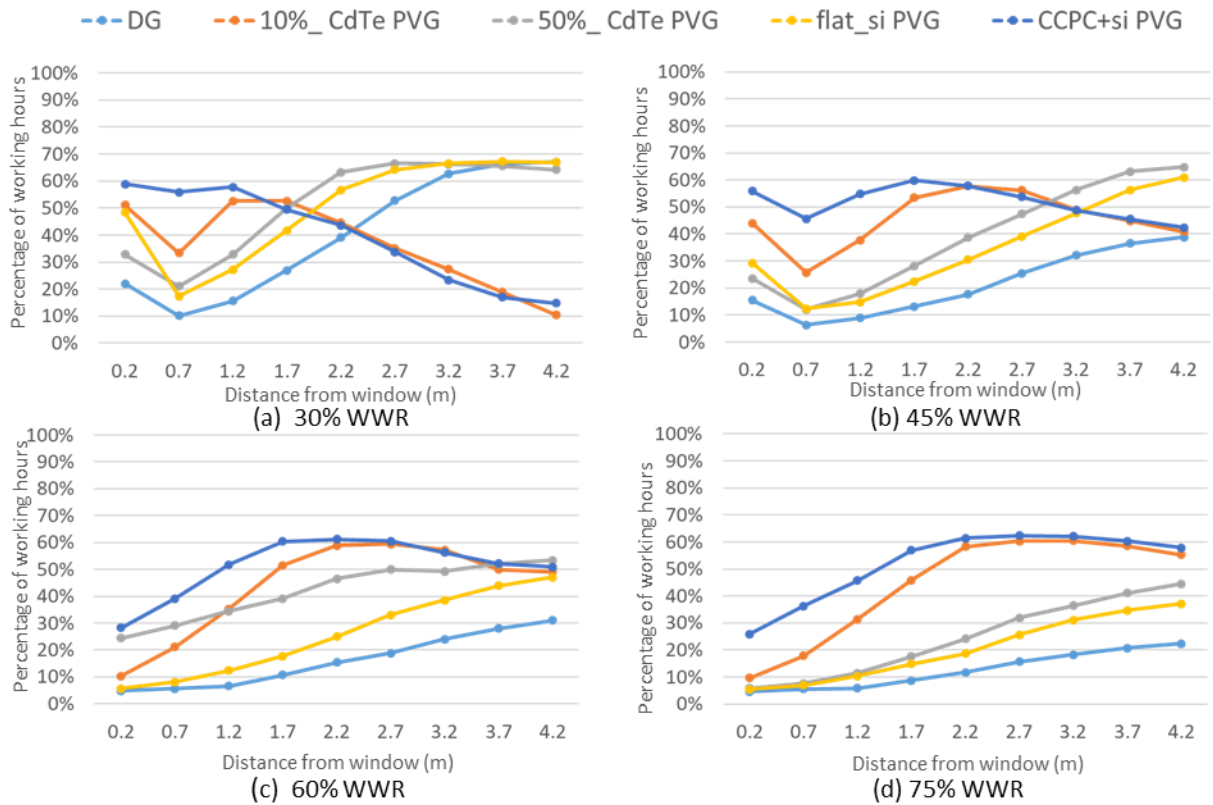 DG 10%_ CdTe PVG 50%_ CdTe PVG flat_si PVG CCPC+si PVG
Percentage of working hours
100%
90%
80%
70%
60%
50%
40%
30%
20%
10%
0%
0.2 0.7 1.2 1.7 2.2 2.7 3.2 3.7 4.2
Distance from window (m)
(a) 30% WWR
Percentage of working hours
100%
90%
80%
70%
60%
50%
40%
30%
20%
10%
0%
0.2 0.7 1.2 1.7 2.2 2.7 3.2 3.7 4.2
Distance from window (m)
(b) 45% WWR
Percentage of working hours
100%
90%
80%
70%
60%
50%
40%
30%
20%
10%
0%
0.2 0.7 1.2 1.7 2.2 2.7 3.2 3.7 4.2
Distance from window (m)
(c) 60% WWR
Percentage of working hours
100%
90%
80%
70%
60%
50%
40%
30%
20%
10%
0%
0.2 0.7 1.2 1.7 2.2 2.7 3.2 3.7 4.2
Distance from window (m)
(d) 75% WWR